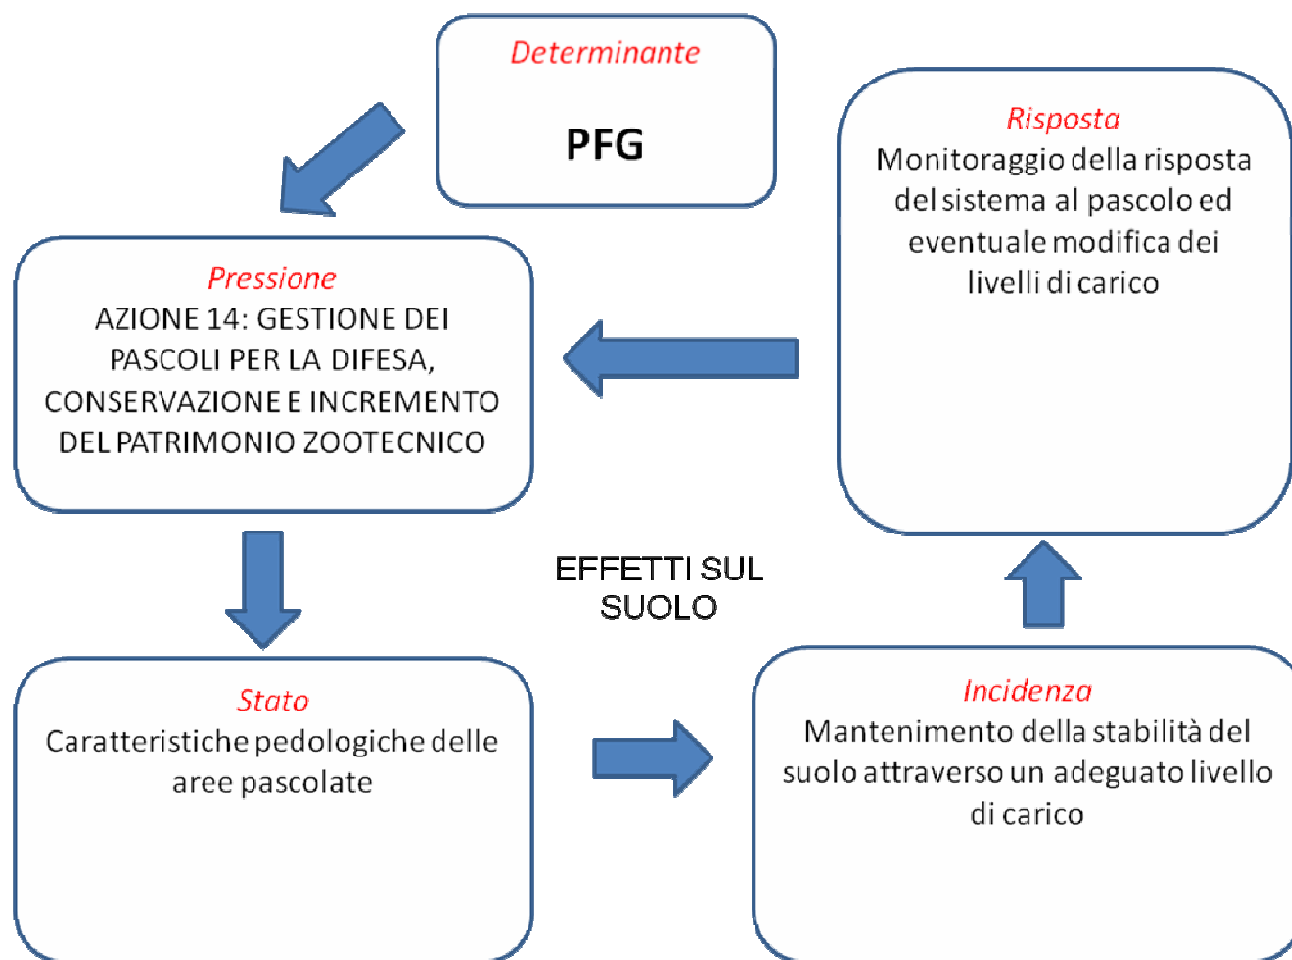 Determinante
PFG
Risposta
Monitoraggio della risposta
del sistema al pascolo ed
eventuale modifica dei
livelli di carico
Pressione
AZIONE 14: GESTIONE DEI
PASCOLI PER LA DIFESA,
CONSERVAZIONE E INCREMENTO
DEL PATRIMONIO ZOOTECNICO
EFFETTI SUL
SUOLO
Stato
Caratteristiche pedologiche delle
aree pascolate
Incidenza
Mantenimento della stabilità del
suolo attraverso un adeguato livello
di carico